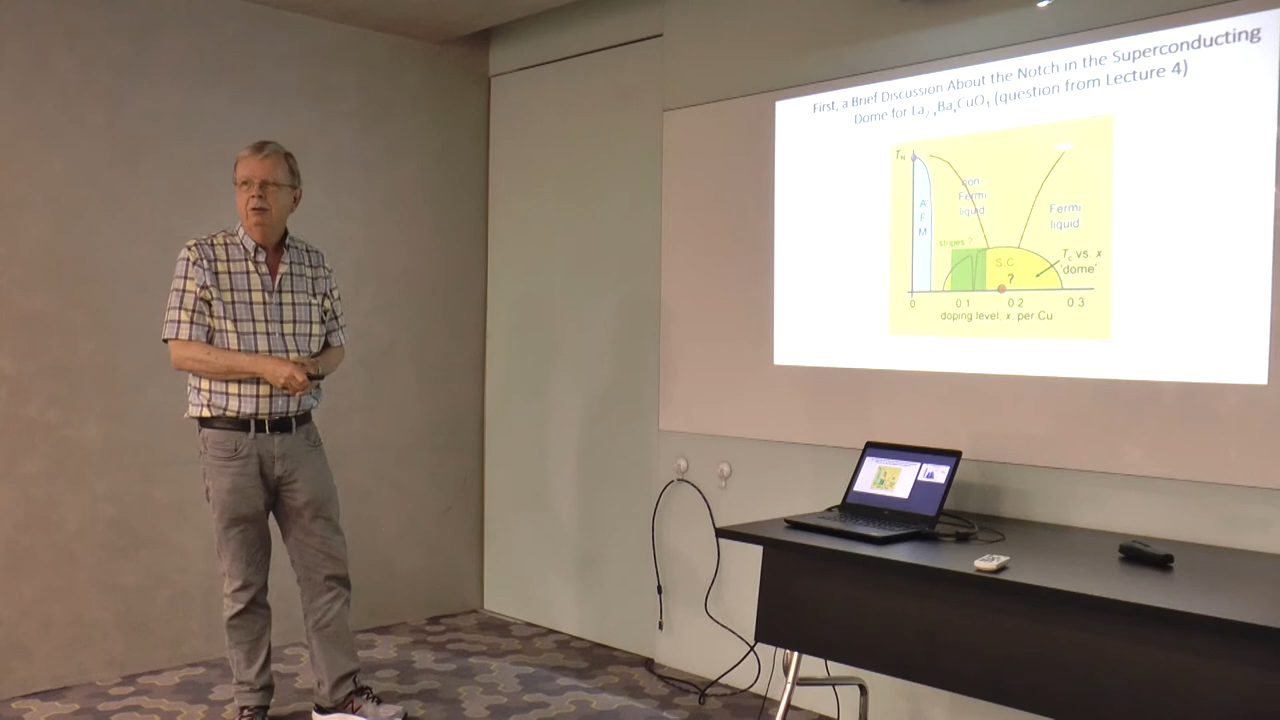 First, a Brief Discussion About the Notch in the Superconducting
Dome for La2-xBaxCuO4 (question from Lecture 4)
TN
non-
Fermi
liquid
A
F
M
Fermi
liquid
stripes ?
S.C.
?
Tc vs. x
'dome'
0 0.1 0.2 0.3
doping level, x per Cu